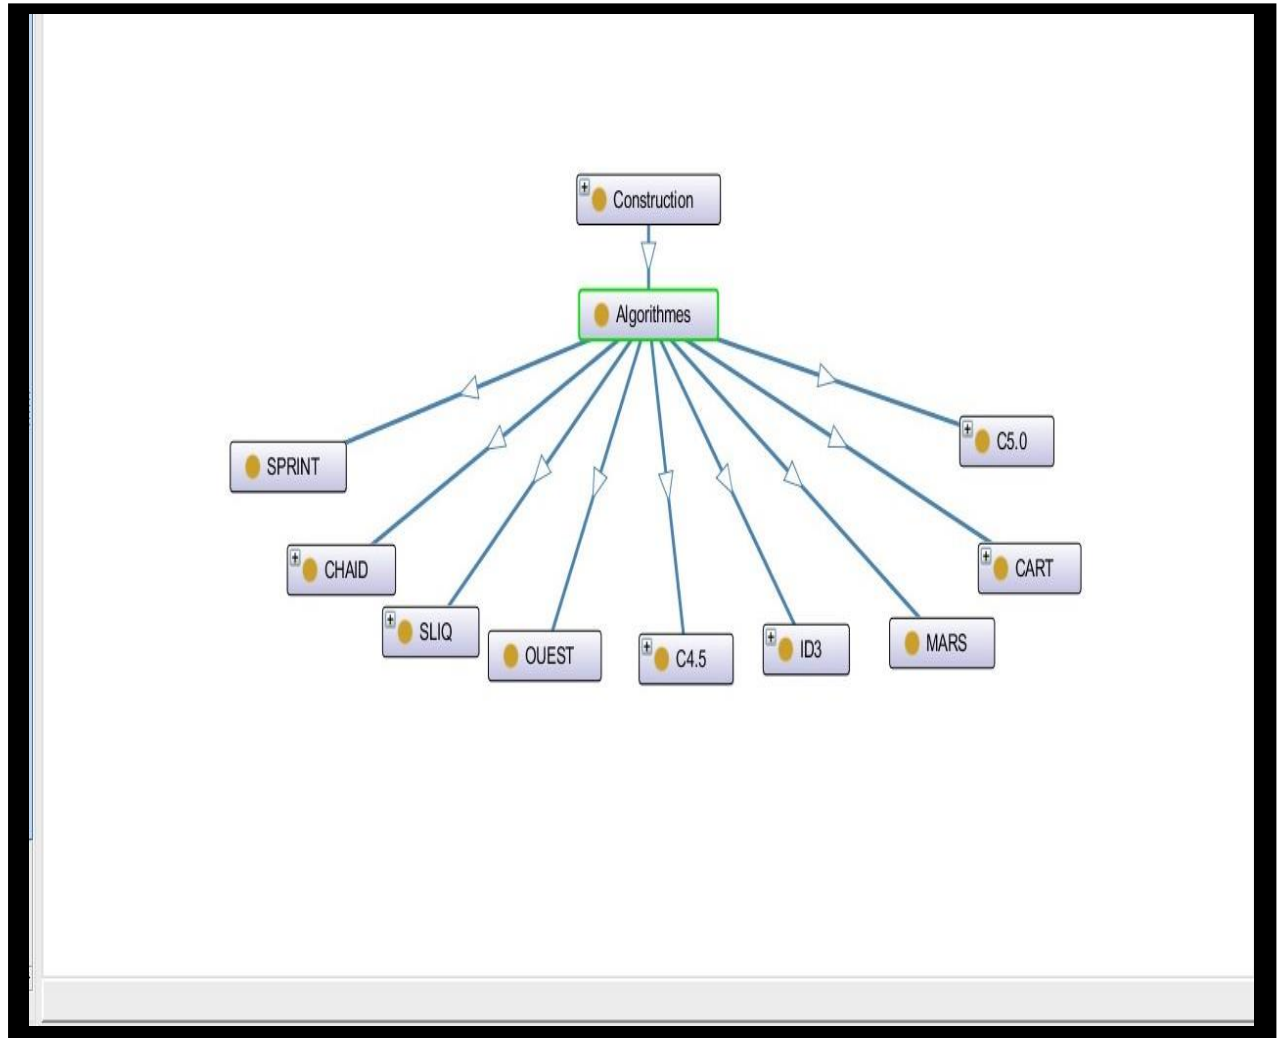 Construction
Algorithmes
C5.0
SPRINT
CHAID
CART
SLIQ
OUEST
C4.5
ID3
MARS